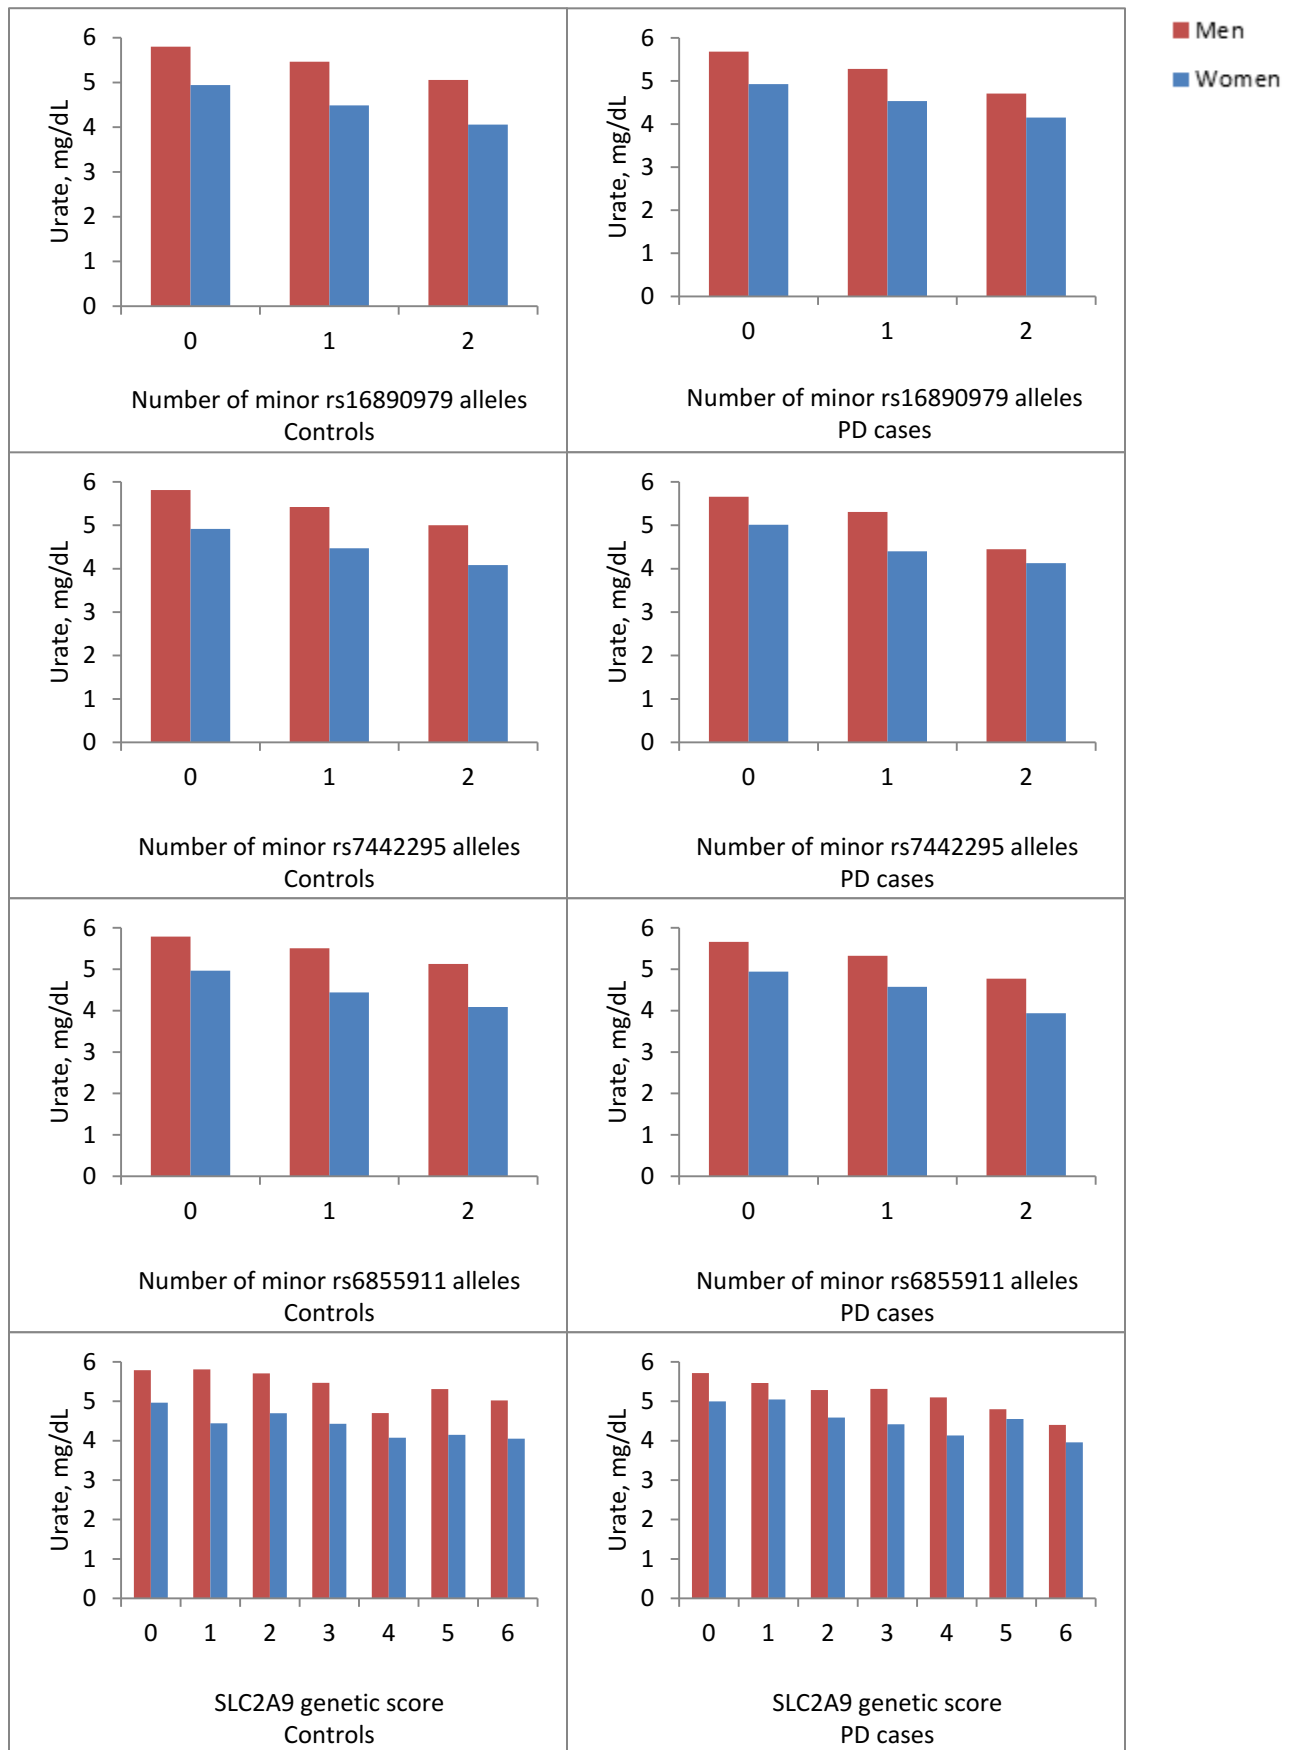 Men
Women
6
5
4
3
2
1
0
Urate, mg/dL
0 1 2
Number of minor rs16890979 alleles
Controls
6
5
4
3
2
1
0
Urate, mg/dL
0 1 2
Number of minor rs16890979 alleles
PD cases
6
5
4
3
2
1
0
Urate, mg/dL
0 1 2
Number of minor rs7442295 alleles
Controls
6
5
4
3
2
1
0
Urate, mg/dL
0 1 2
Number of minor rs7442295 alleles
PD cases
6
5
4
3
2
1
0
Urate, mg/dL
0 1 2
Number of minor rs6855911 alleles
Controls
6
5
4
3
2
1
0
Urate, mg/dL
0 1 2
Number of minor rs6855911 alleles
PD cases
6
5
4
3
2
1
0
Urate, mg/dL
0 1 2 3 4 5 6
SLC2A9 genetic score
Controls
6
5
4
3
2
1
0
Urate, mg/dL
0 1 2 3 4 5 6
SLC2A9 genetic score
PD cases